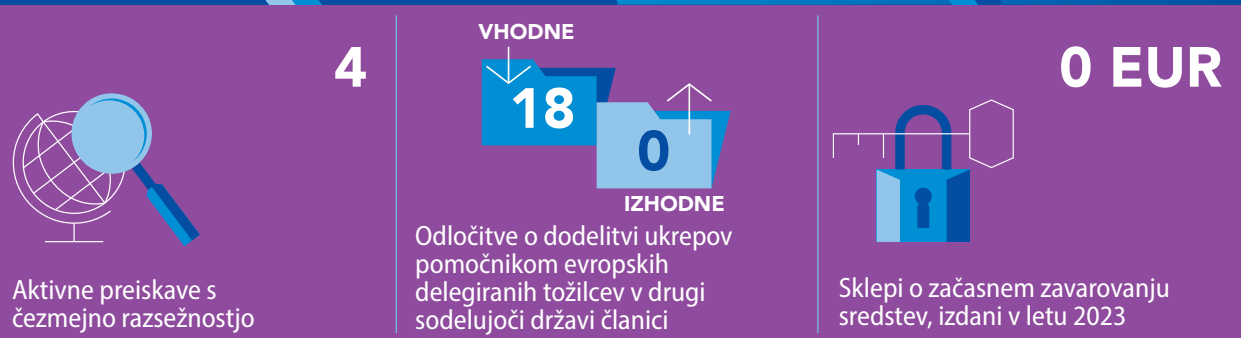 4
Aktivne preiskave s
čezmejno razsežnostjo
VHODNE
18
0
IZHODNE
Odločitve o dodelitvi ukrepov
pomočnikom evropskih
delegiranih tožilcev v drugi
sodelujoči državi članici
0 EUR
Sklepi o začasnem zavarovanju
sredstev, izdani v letu 2023